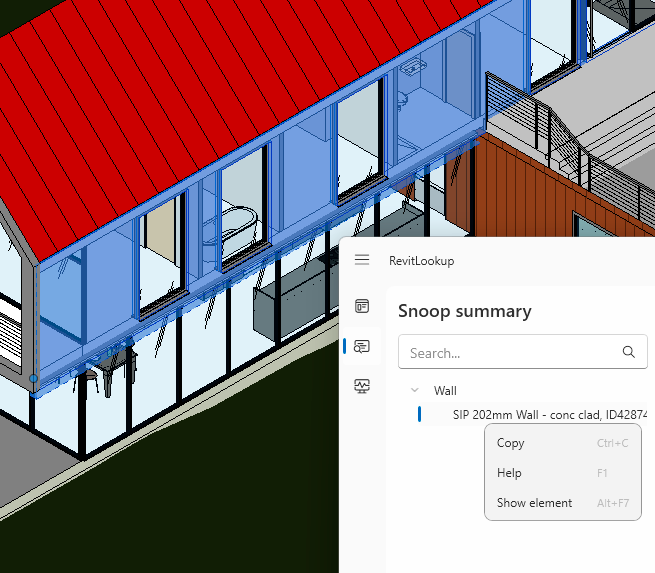 RevitLookup
Snoop summary
Search...
Wall
SIP 202mm Wall - conc clad, ID42874
Copy Ctrl+C
Help F1
Show element Alt+F7